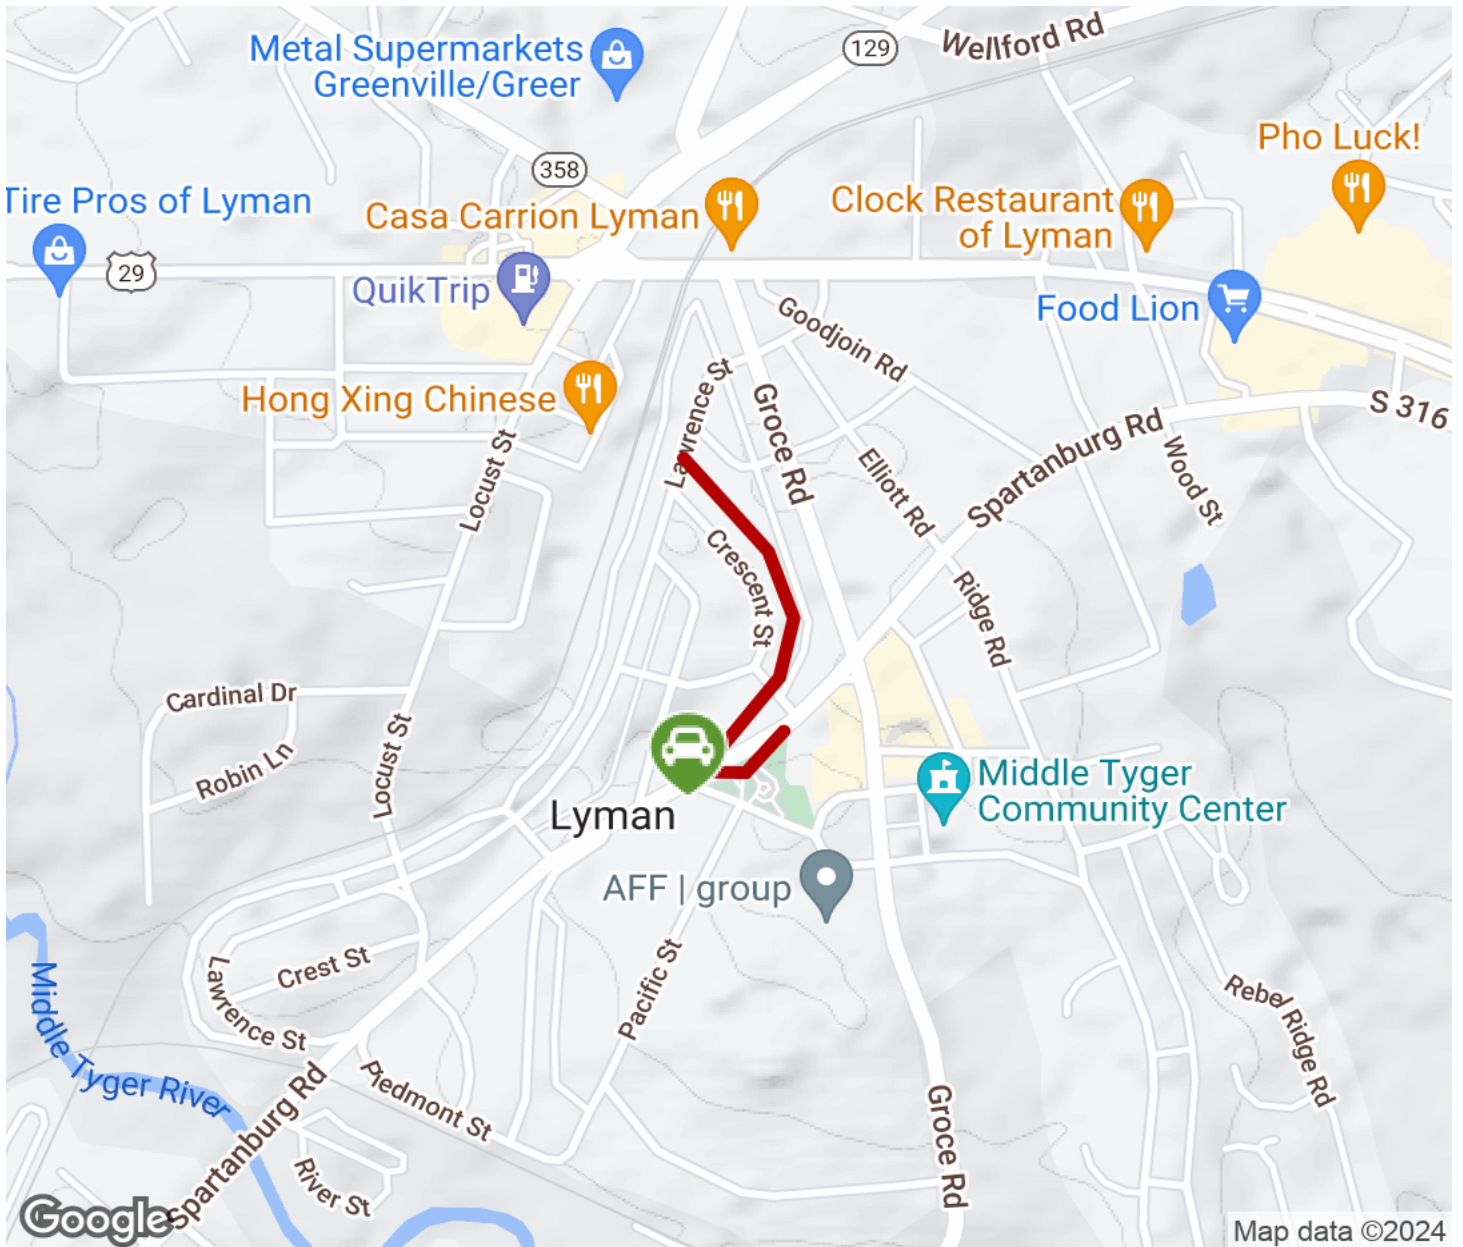 Wellford Rd
129
Metal Supermarkets
Greenville/Greer
Pho Luck!
358
Tire Pros of Lyman
Casa Carrion Lyman
Clock Restaurant
of Lyman
29
QuikTrip
Food Lion
Goodjoin Rd
Lawrence St
Groce Rd
Hong Xing Chinese
S 316
Spartanburg Rd
Locust St
Elliott Rd
Wood St
Crescent St
Ridge Rd
Cardinal Dr
Locust St
Robin Ln
Middle Tyger
Community Center
Lyman
AFF | group
Crest St
Lawrence St
Pacific St
Rebel Ridge Rd
Middle Tyger River
Piedmont St
Spartanburg Rd
Groce Rd
River St
Google
Map data ©2024